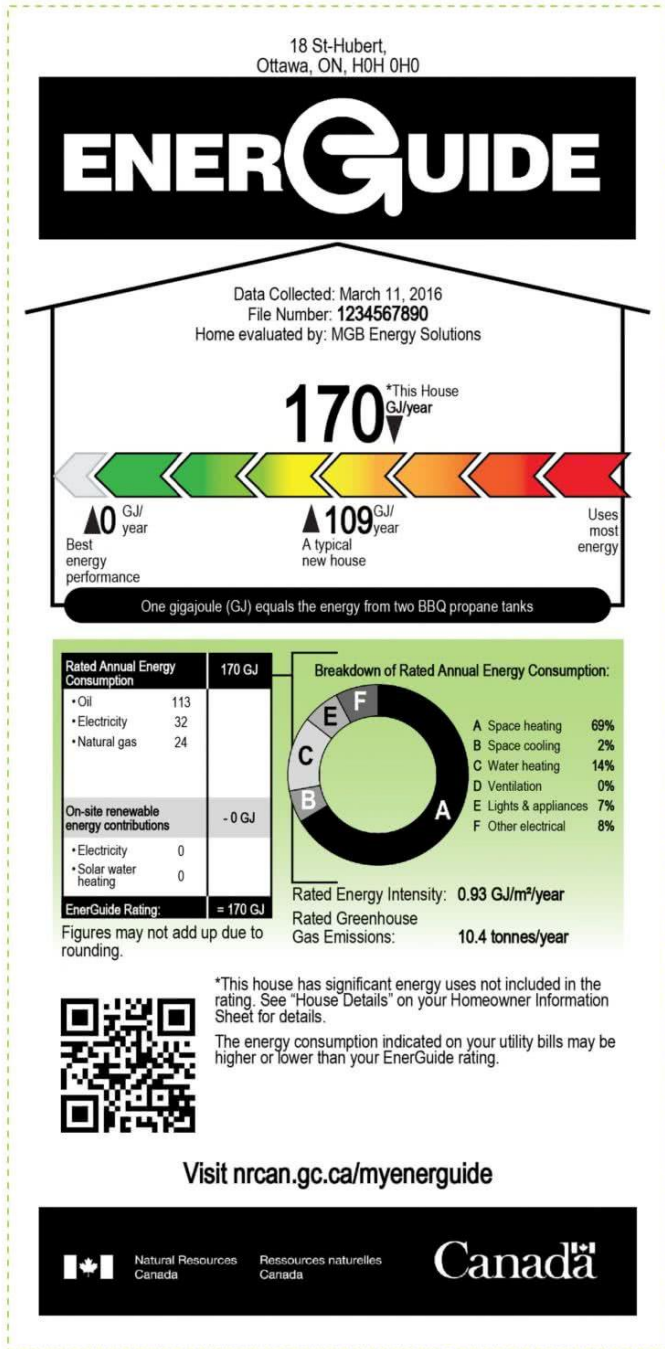 18 St-Hubert,
Ottawa, ON, H0H 0H0
ENERGUIDE
Data Collected: March 11, 2016
File Number: 1234567890
Home evaluated by: MGB Energy Solutions
170
*This House
GJ/year
0 GJ/
year
Best
energy
performance
109 GJ/
year
A typical
new house
Uses
most
energy
One gigajoule (GJ) equals the energy from two BBQ propane tanks
Rated Annual Energy
Consumption
170 GJ
• Oil 113
• Electricity 32
• Natural gas 24
On-site renewable
energy contributions
- 0 GJ
• Electricity 0
• Solar water
heating 0
EnerGuide Rating: = 170 GJ
Figures may not add up due to
rounding.
Breakdown of Rated Annual Energy Consumption:
F
E
C
B
A
A Space heating 69%
B Space cooling 2%
C Water heating 14%
D Ventilation 0%
E Lights & appliances 7%
F Other electrical 8%
Rated Energy Intensity: 0.93 GJ/m²/year
Rated Greenhouse
Gas Emissions: 10.4 tonnes/year
*This house has significant energy uses not included in the
rating. See “House Details” on your Homeowner Information
Sheet for details.
The energy consumption indicated on your utility bills may be
higher or lower than your EnerGuide rating.
Visit nrcan.gc.ca/myenerguide
Natural Resources
Canada
Ressources naturelles
Canada
Canada